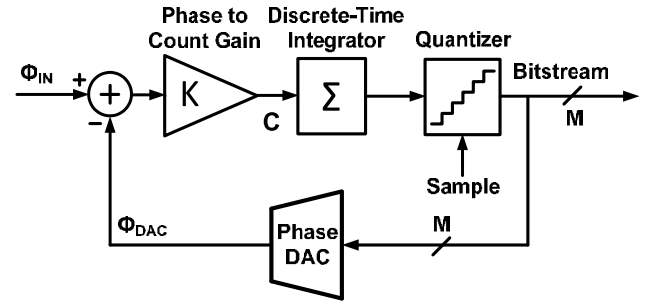 Phase to
Count Gain
Discrete-Time
Integrator
Quantizer
Bitstream
ΦIN
+
+
−
K
C
Σ
M
Sample
ΦDAC
Phase
DAC
M